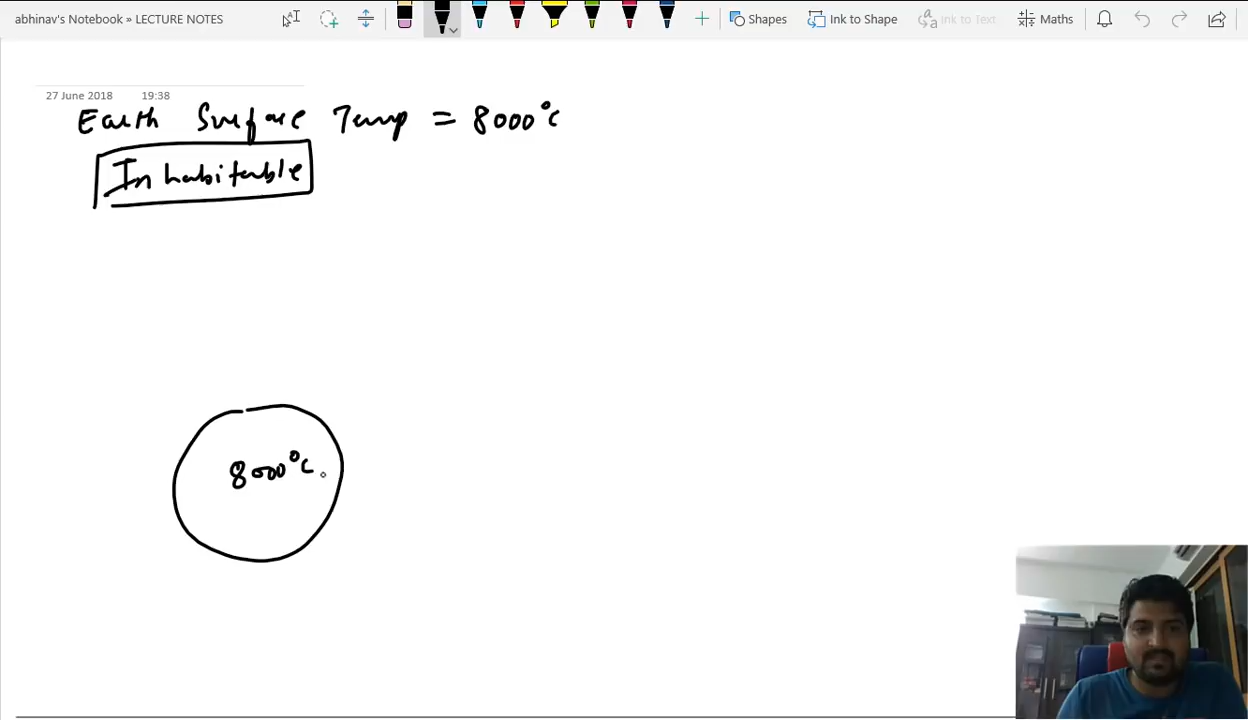 abhinav's Notebook » LECTURE NOTES
Shapes
Ink to Shape
Ink to Text
Maths
27 June 2018 19:38
Earth Surface Temp = 8000°C
Inhabitable
8000°C.